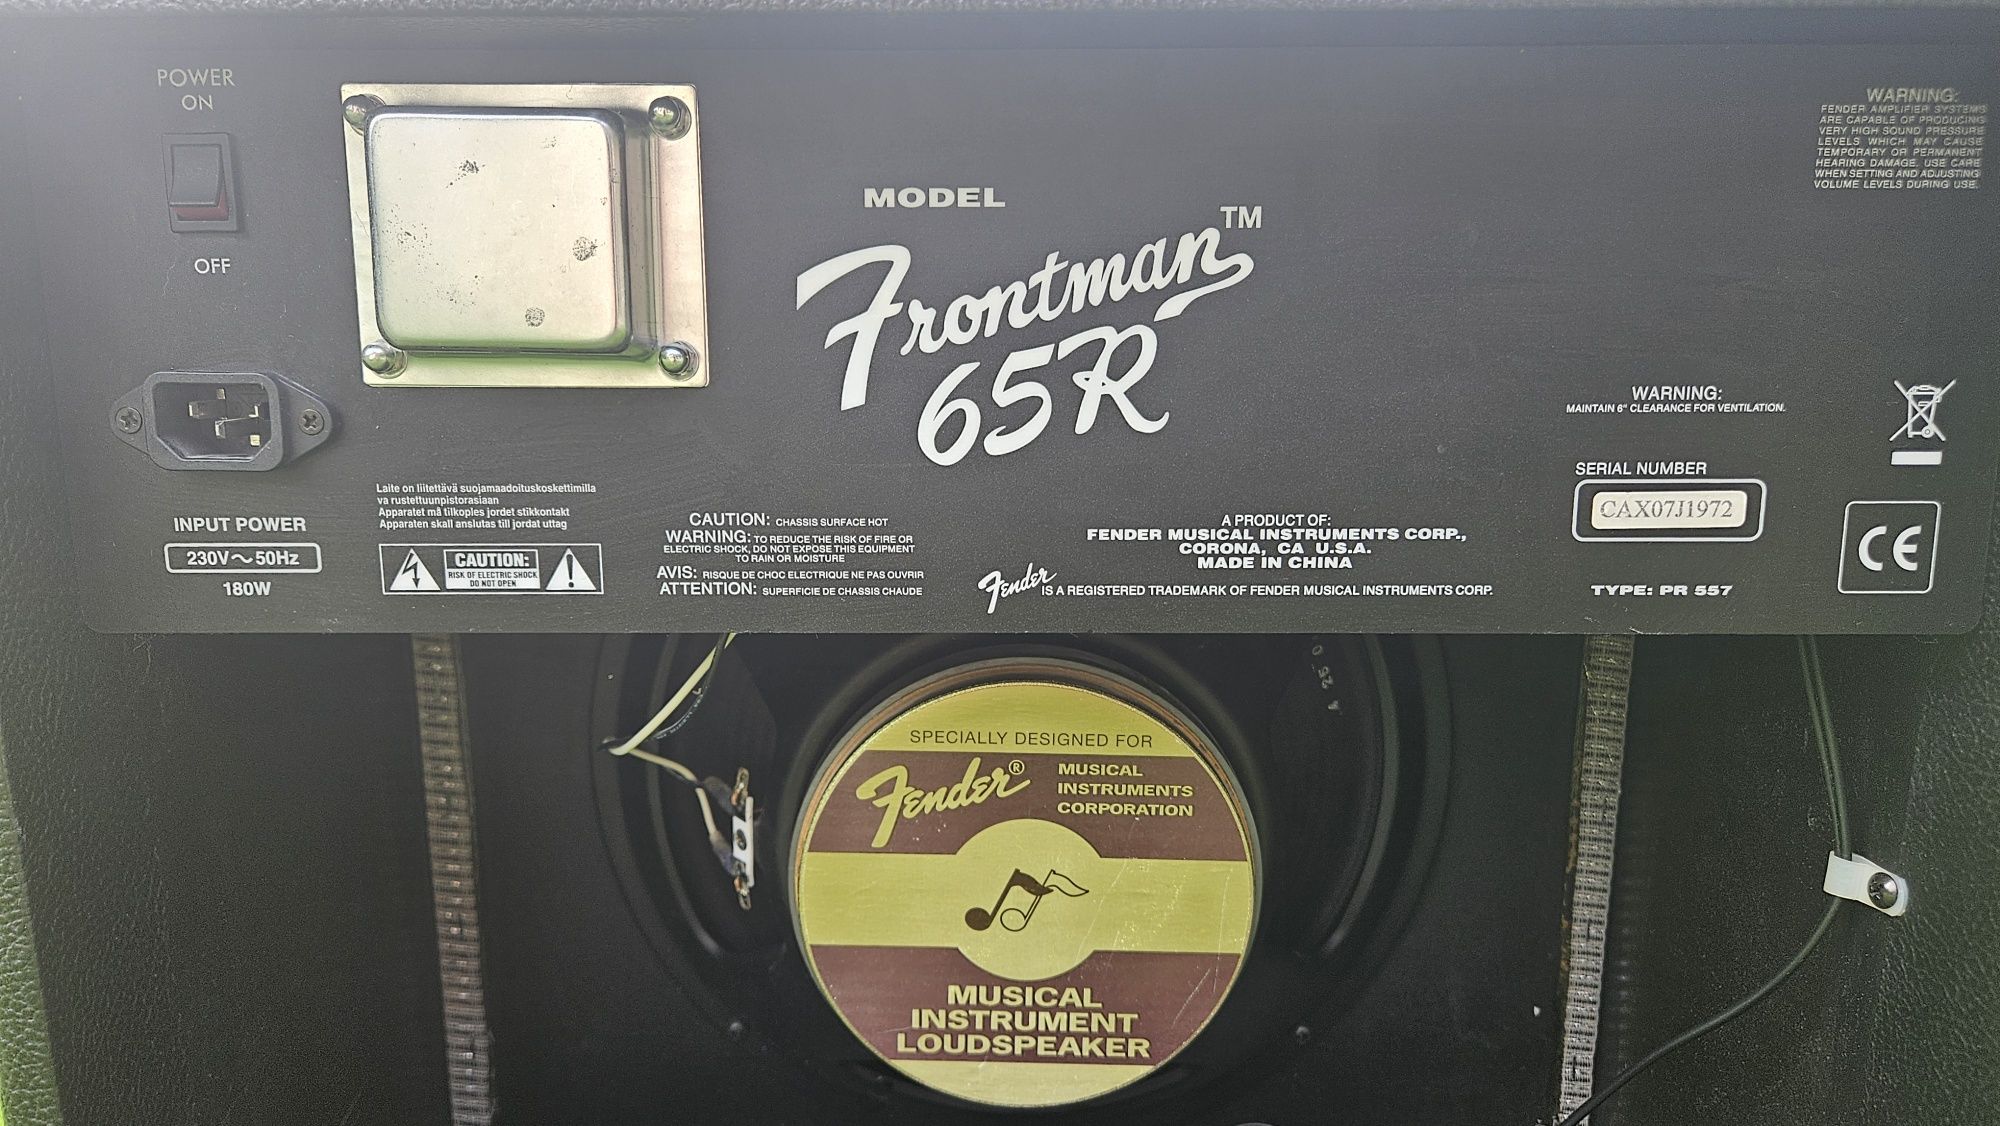 POWER
ON
OFF
INPUT POWER
230V~50Hz
180W
Laite on liitettävä suojamaadoituskoskettimilla
va rustettuunpistorasiaan
Apparatet må tilkoples jordet stikkontakt
Apparaten skall anslutas till jordat uttag
CAUTION:
RISK OF ELECTRIC SHOCK
DO NOT OPEN
MODEL
Frontman™
65R
CAUTION: CHASSIS SURFACE HOT
WARNING: TO REDUCE THE RISK OF FIRE OR
ELECTRIC SHOCK, DO NOT EXPOSE THIS EQUIPMENT
TO RAIN OR MOISTURE
AVIS: RISQUE DE CHOC ELECTRIQUE NE PAS OUVRIR
ATTENTION: SUPERFICIE DE CHASSIS CHAUDE
A PRODUCT OF:
FENDER MUSICAL INSTRUMENTS CORP.,
CORONA, CA U.S.A.
MADE IN CHINA
Fender IS A REGISTERED TRADEMARK OF FENDER MUSICAL INSTRUMENTS CORP.
WARNING:
FENDER AMPLIFIER SYSTEMS
ARE CAPABLE OF PRODUCING
VERY HIGH SOUND PRESSURE
LEVELS WHICH MAY CAUSE
TEMPORARY OR PERMANENT
HEARING DAMAGE. USE CARE
WHEN SETTING AND ADJUSTING
VOLUME LEVELS DURING USE.
WARNING:
MAINTAIN 6" CLEARANCE FOR VENTILATION.
SERIAL NUMBER
CAX07J1972
TYPE: PR 557
CE
SPECIALLY DESIGNED FOR
Fender®
MUSICAL
INSTRUMENTS
CORPORATION
MUSICAL
INSTRUMENT
LOUDSPEAKER